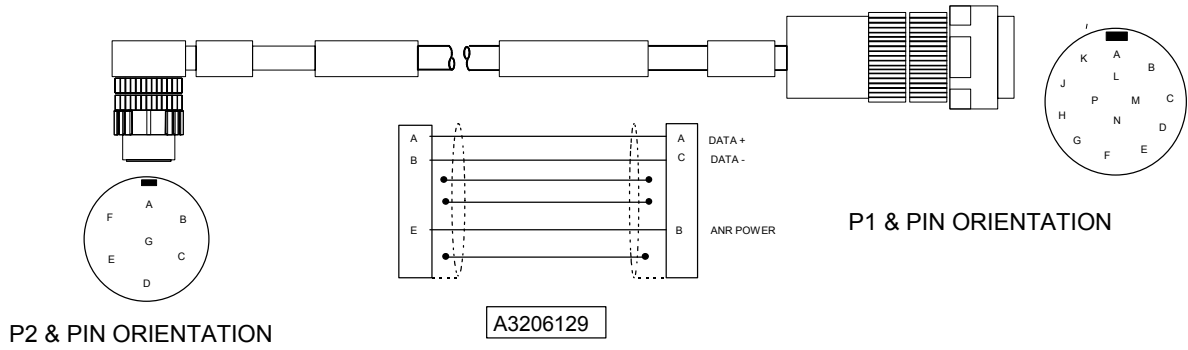 K
A
B
L
J
P
M
C
H
N
D
G
F
E
A A DATA +
B C DATA -
E B ANR POWER
A
F
B
G
E
C
D
P1 & PIN ORIENTATION
A3206129
P2 & PIN ORIENTATION